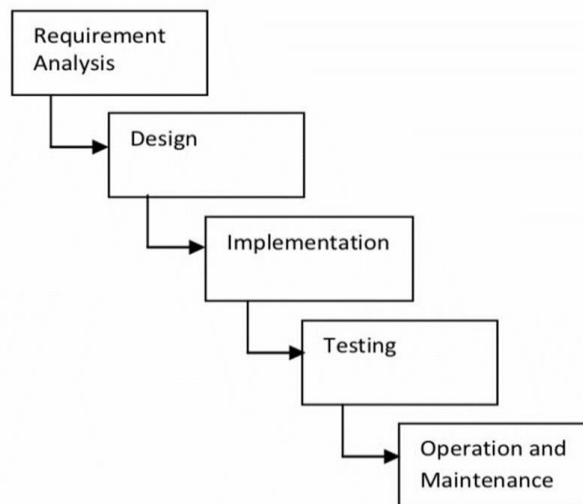 Requirement
Analysis
Design
Implementation
Testing
Operation and
Maintenance